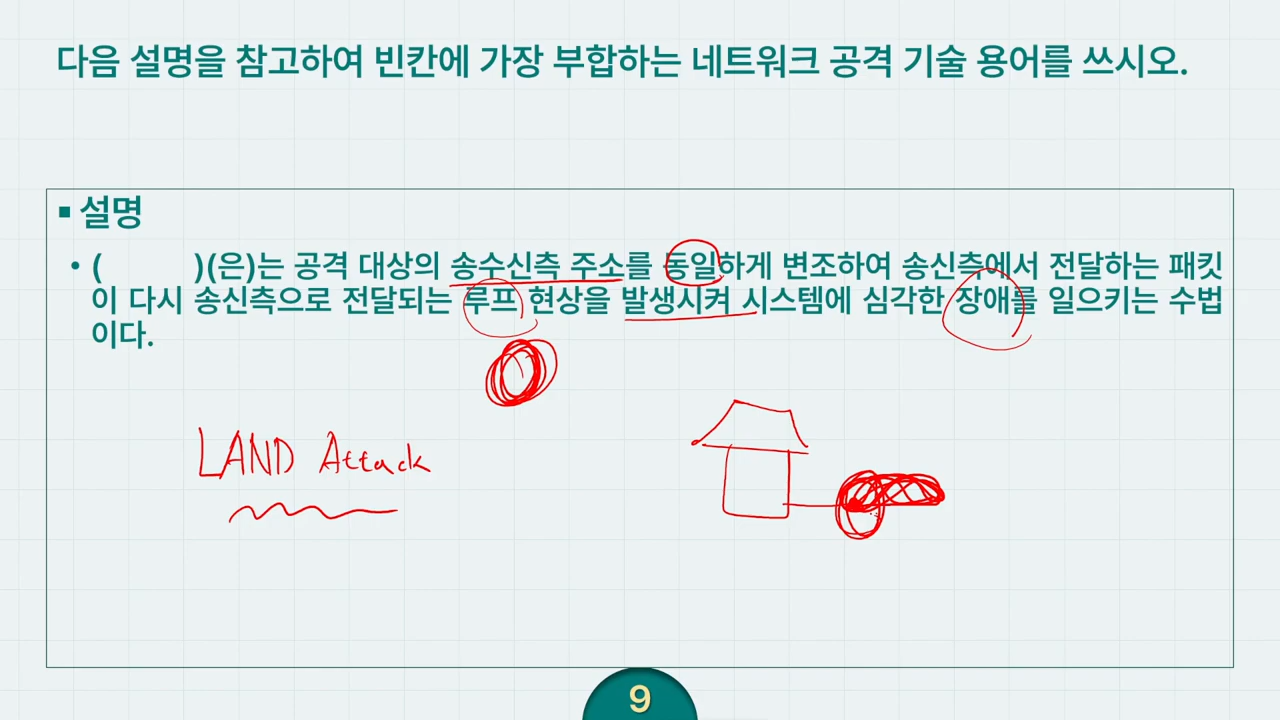 다음 설명을 참고하여 빈칸에 가장 부합하는 네트워크 공격 기술 용어를 쓰시오.
▪ 설명
• (          )(은)는 공격 대상의 송수신측 주소를 동일하게 변조하여 송신측에서 전달하는 패킷
이 다시 송신측으로 전달되는 루프 현상을 발생시켜 시스템에 심각한 장애를 일으키는 수법
이다.
LAND Attack
9